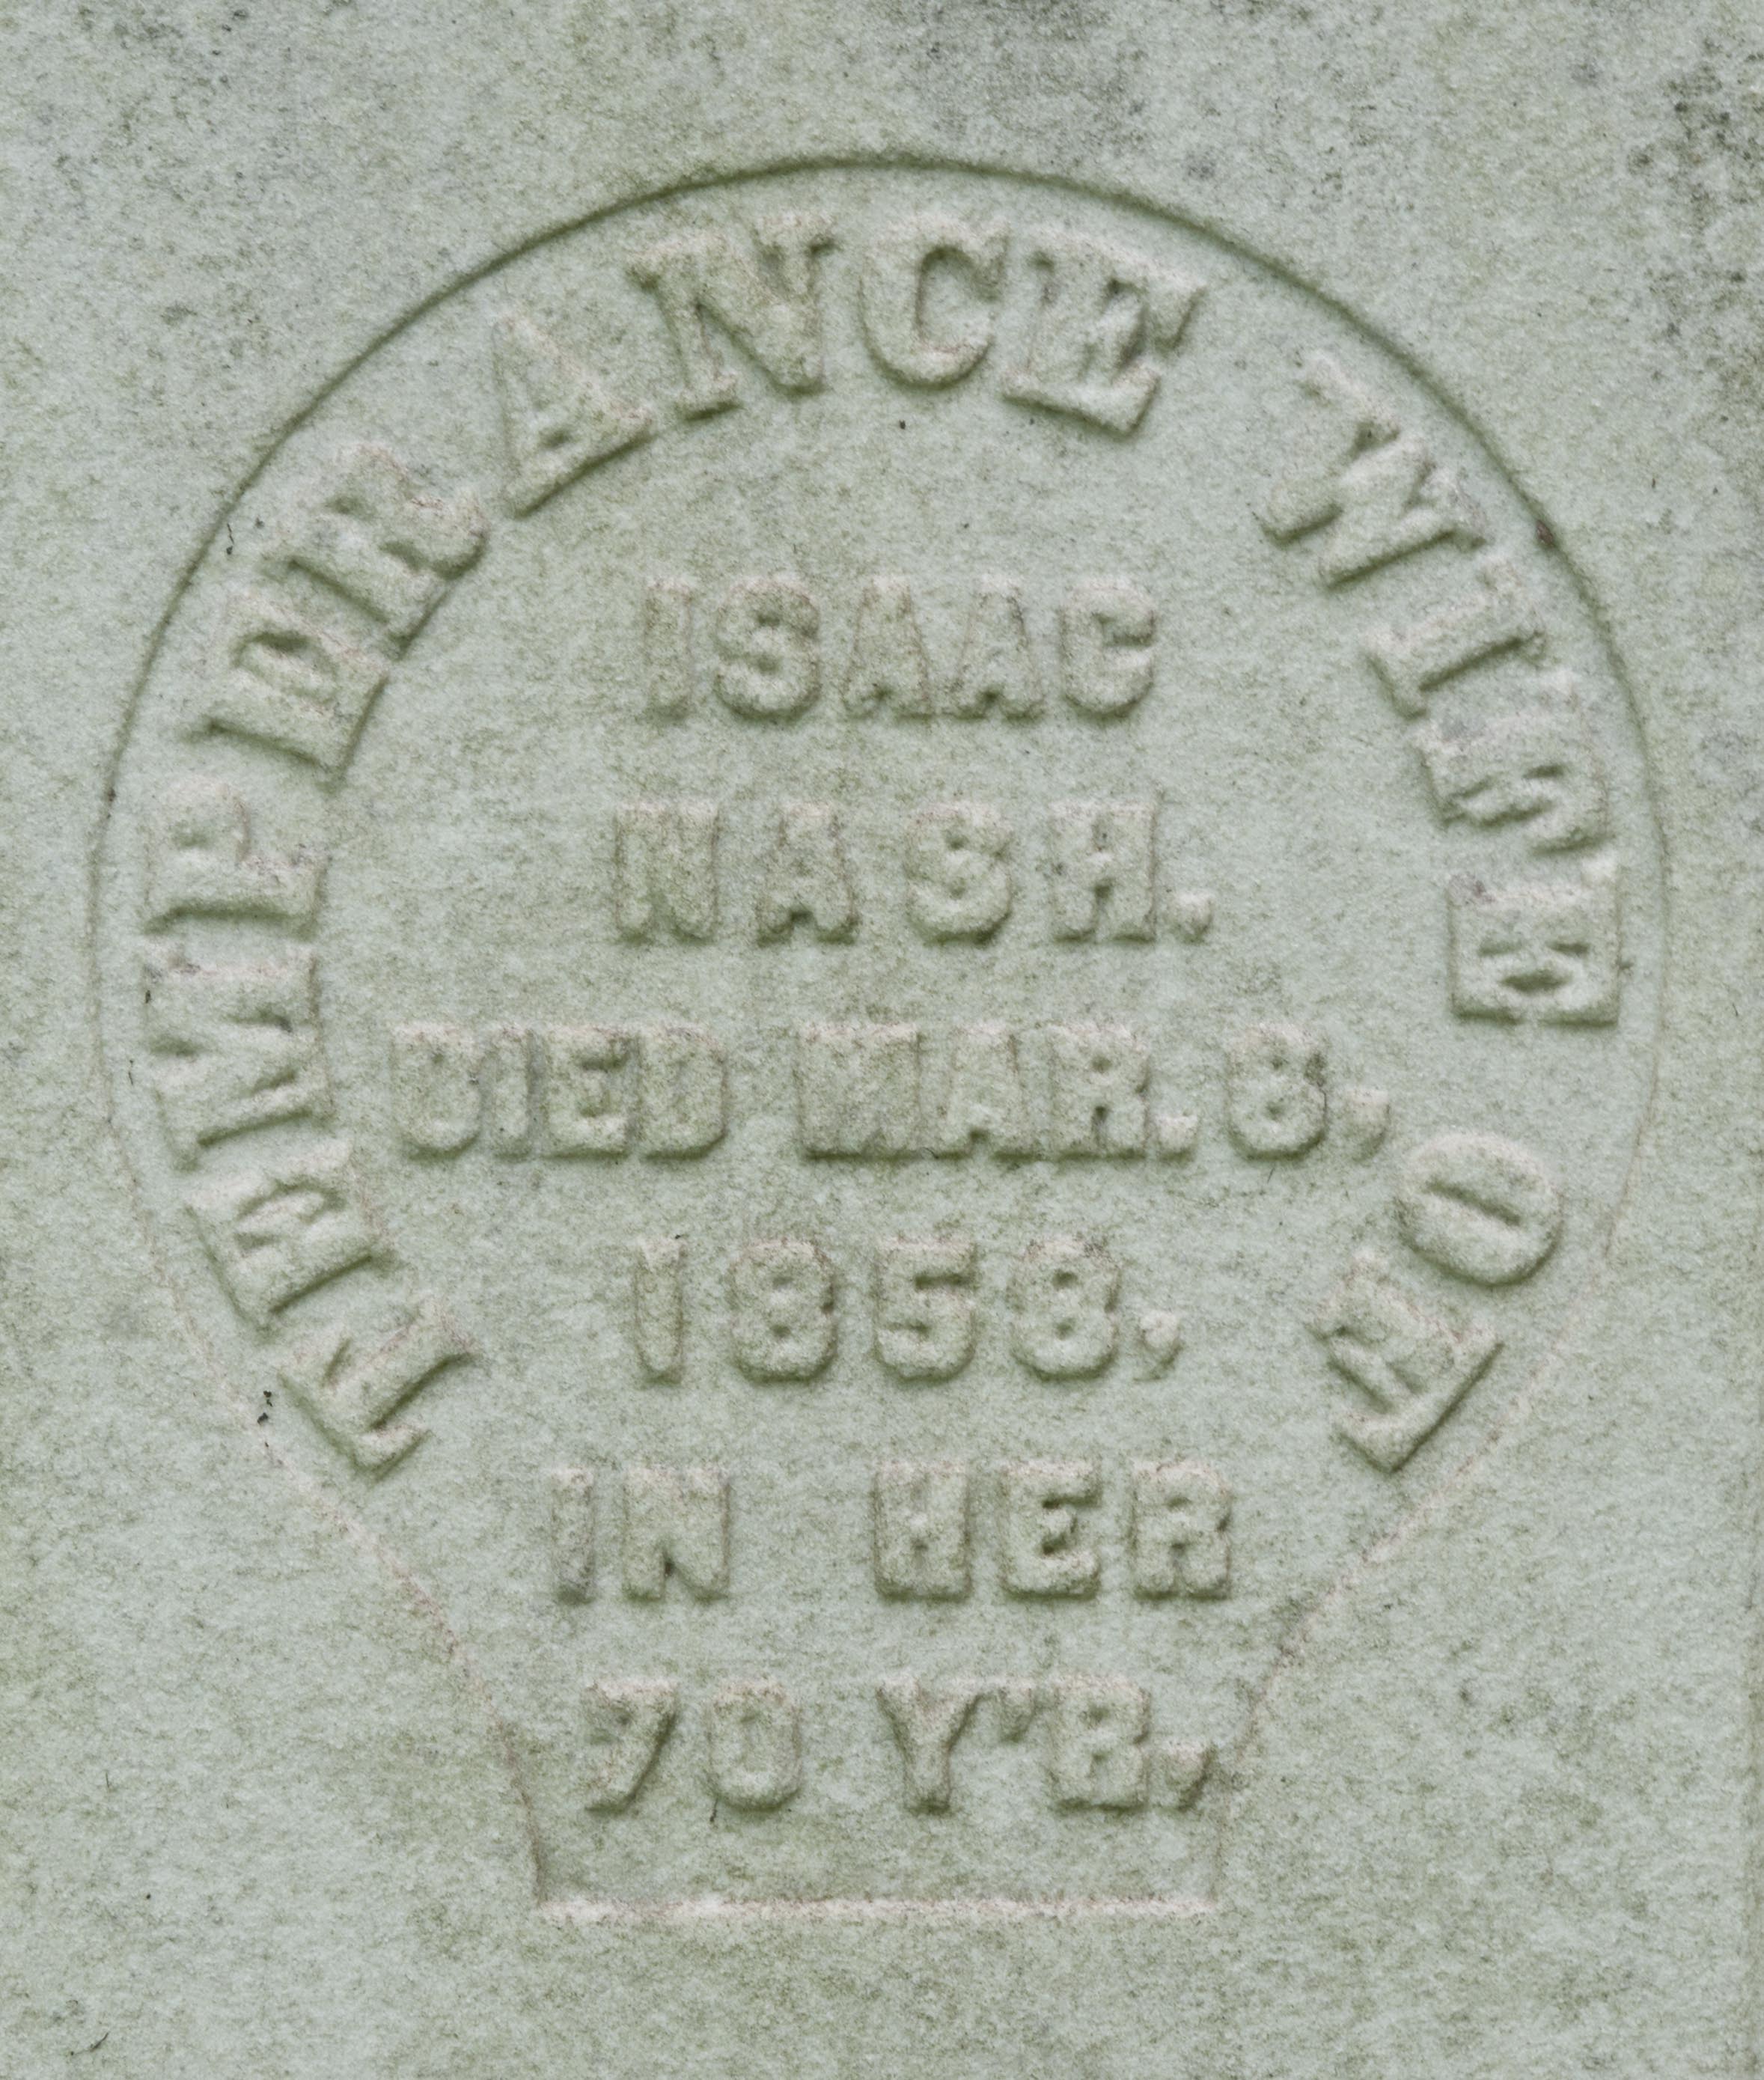 TEMPERANCE WIFE OF
ISAAC
NASH.
DIED MAR. 8,
1858,
IN HER
70 Y'R,